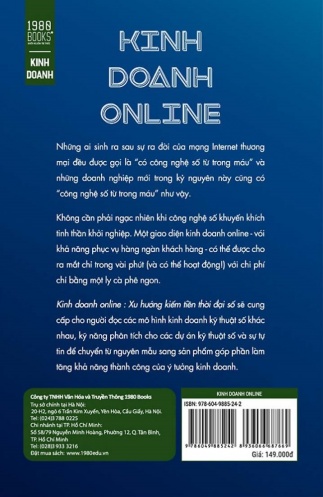 1980
BOOKS
KINH
DOANH
KINH
DOANH
ONLINE
Những ai sinh ra sau sự ra đời của mạng Internet thương
mại đều được gọi là “có công nghệ số từ trong máu” và
những doanh nghiệp mới trong kỷ nguyên này cũng có
“công nghệ số từ trong máu” như vậy.
Không cần phải ngạc nhiên khi công nghệ số khuyến khích
tinh thần khởi nghiệp. Một giao diện kinh doanh online - với
khả năng phục vụ hàng ngàn khách hàng - có thể được cho
ra mắt chỉ trong vài phút (và có thể hoạt động!) với chi phí
chỉ bằng một ly cà phê ngon.
Kinh doanh online : Xu hướng kiếm tiền thời đại số sẽ cung
cấp cho người đọc các mô hình kinh doanh kỹ thuật số khác
nhau, kỹ năng phân tích cho các dự án kỹ thuật số và sự tự
tin để chuyển từ nguyên mẫu sang sản phẩm góp phần làm
tăng khả năng thành công của ý tưởng kinh doanh.
Công ty TNHH Văn Hóa và Truyền Thông 1980 Books
Trụ sở chính tại Hà Nội:
20-H2, ngõ 6 Trần Kim Xuyến, Yên Hòa, Cầu Giấy, Hà Nội.
Tel: (024)3 788 0225
Chi nhánh tại TP. Hồ Chí Minh:
Số 58/79 Nguyễn Minh Hoàng, Phường 12, Q. Tân Bình,
TP. Hồ Chí Minh
Tel: (028)3 933 3216
Đặt mua sách: www.1980edu.vn
KINH DOANH ONLINE
ISBN: 978-604-9885-24-2
9 786049 885242
8 936066 687669
Giá: 149.000đ